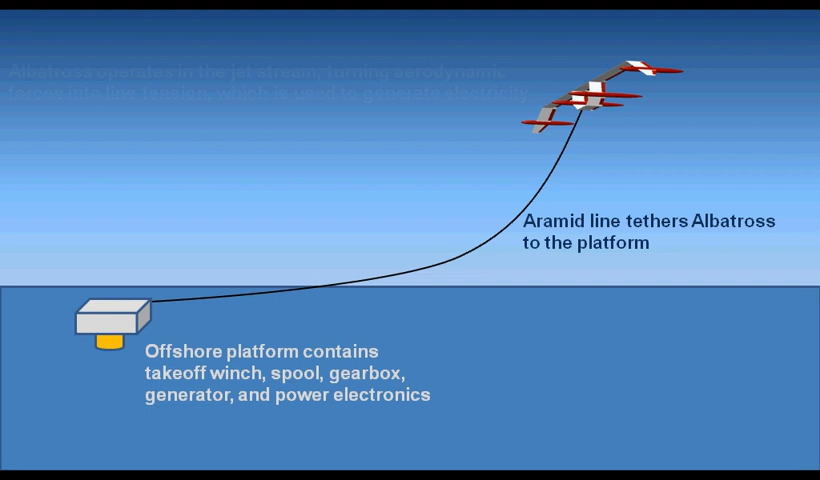 Albatross operates in the jet stream, turning aerodynamic
forces into line tension, which is used to generate electricity
Aramid line tethers Albatross
to the platform
Offshore platform contains
takeoff winch, spool, gearbox,
generator, and power electronics